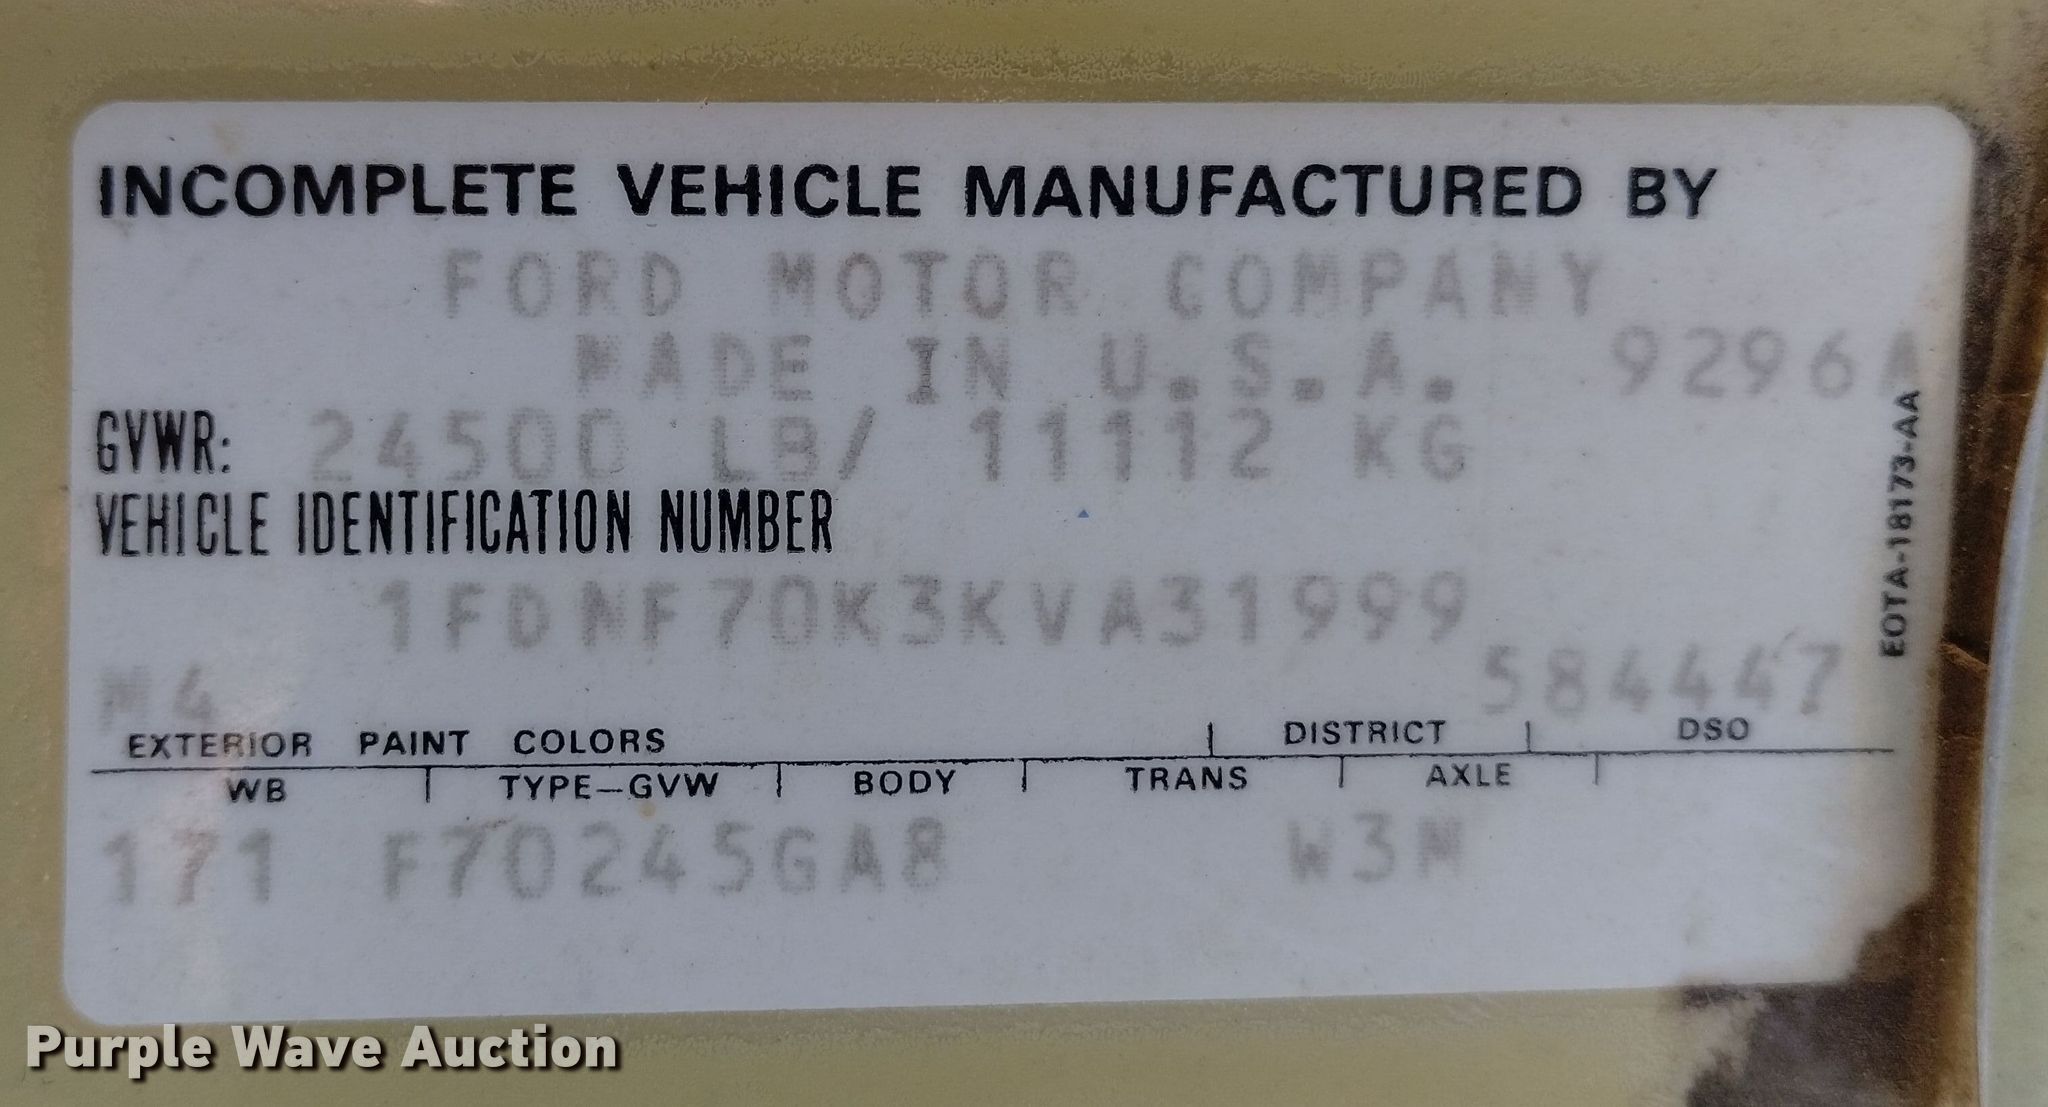 INCOMPLETE VEHICLE MANUFACTURED BY
FORD MOTOR COMPANY
MADE IN U.S.A. 9296A
GVWR: 24500 LB/ 11112 KG
VEHICLE IDENTIFICATION NUMBER
1FDNF70K3KVA31999
M4 584447
EXTERIOR PAINT COLORS DISTRICT DSO
WB TYPE-GVW BODY TRANS AXLE
171 F70245GA8 W3M
EOTA-18173-AA
Purple Wave Auction